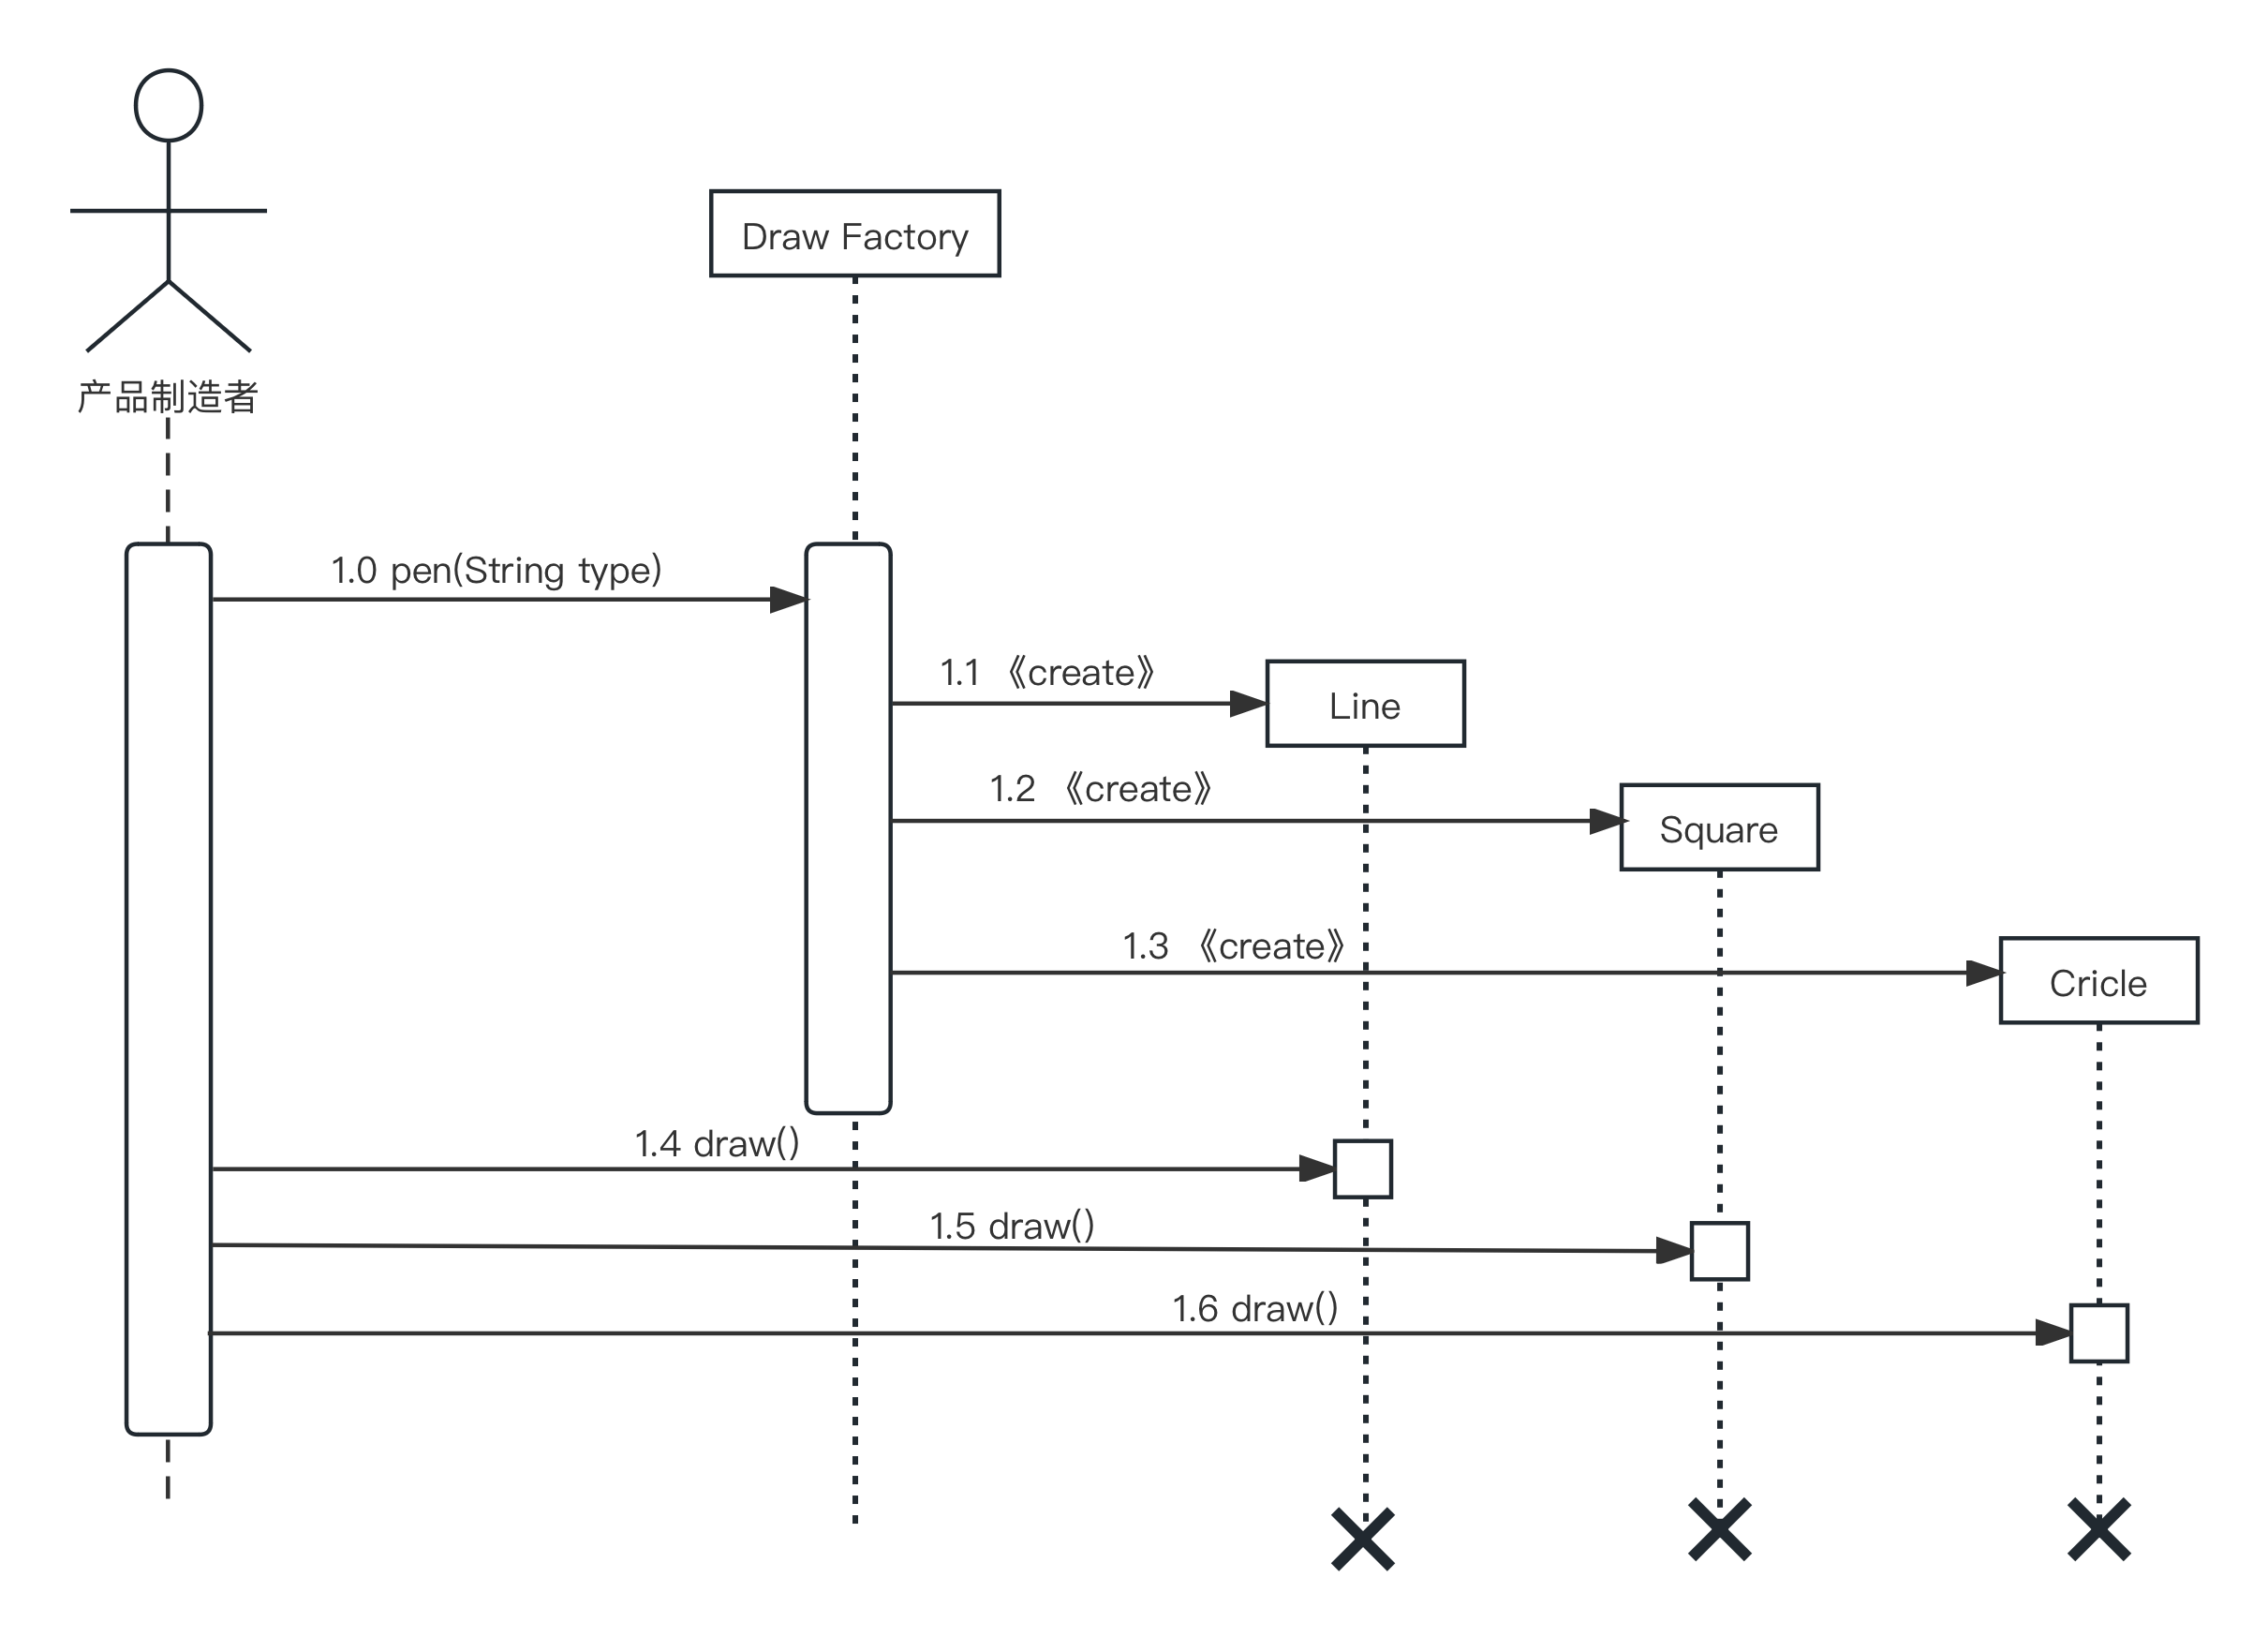 Draw Factory
产品制造者
1.0 pen(String type)
1.1 《create》
Line
1.2 《create》
Square
1.3 《create》
Cricle
1.4 draw()
1.5 draw()
1.6 draw()